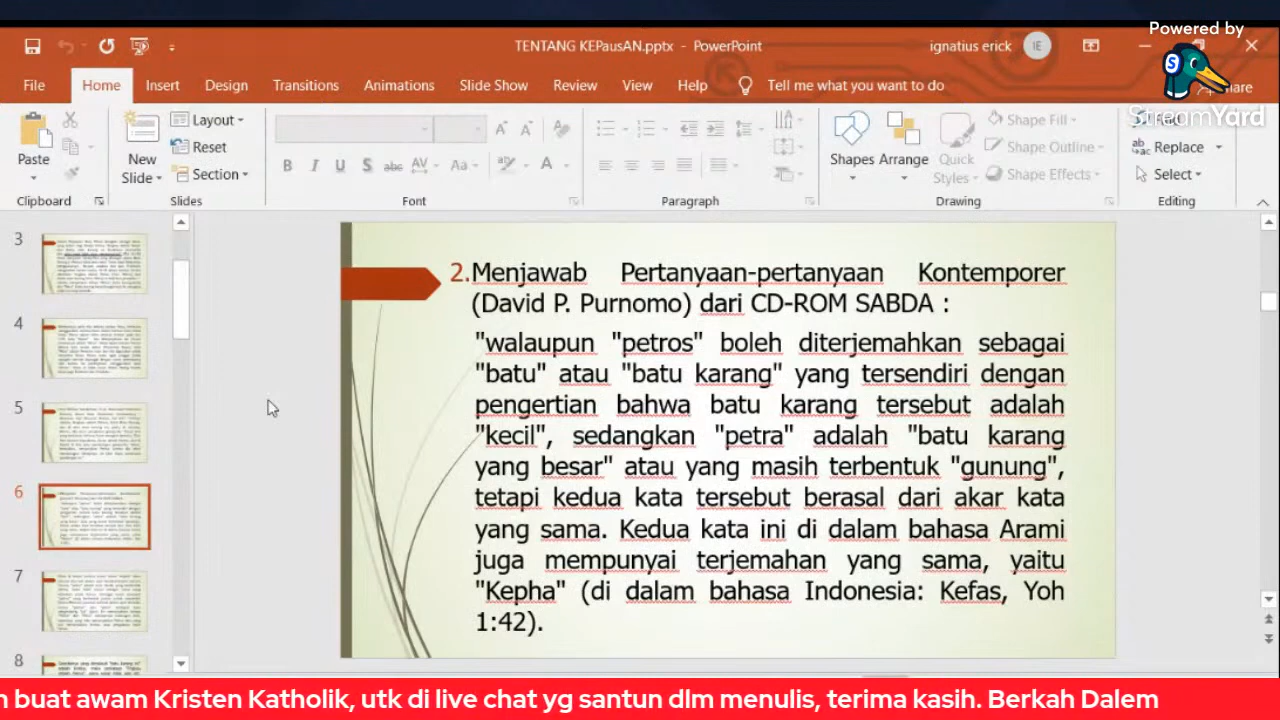 Powered by
StreamYard
TENTANG KEPausAN.pptx - PowerPoint
ignatius erick
IE
File Home Insert Design Transitions Animations Slide Show Review View Help Tell me what you want to do
Paste
Clipboard
New Slide
Layout
Reset
Section
Slides
Font
Paragraph
Shapes
Arrange
Quick Styles
Shape Fill
Shape Outline
Shape Effects
Drawing
Replace
Select
Editing
3
4
5
6
7
8
2.Menjawab Pertanyaan-pertanyaan Kontemporer
(David P. Purnomo) dari CD-ROM SABDA :
"walaupun "petros" boleh diterjemahkan sebagai
"batu" atau "batu karang" yang tersendiri dengan
pengertian bahwa batu karang tersebut adalah
"kecil", sedangkan "petra" adalah "batu karang
yang besar" atau yang masih terbentuk "gunung",
tetapi kedua kata tersebut berasal dari akar kata
yang sama. Kedua kata ini di dalam bahasa Arami
juga mempunyai terjemahan yang sama, yaitu
"Kepha" (di dalam bahasa Indonesia: Kefas, Yoh
1:42).
buat awam Kristen Katholik, utk di live chat yg santun dlm menulis, terima kasih. Berkah Dalem